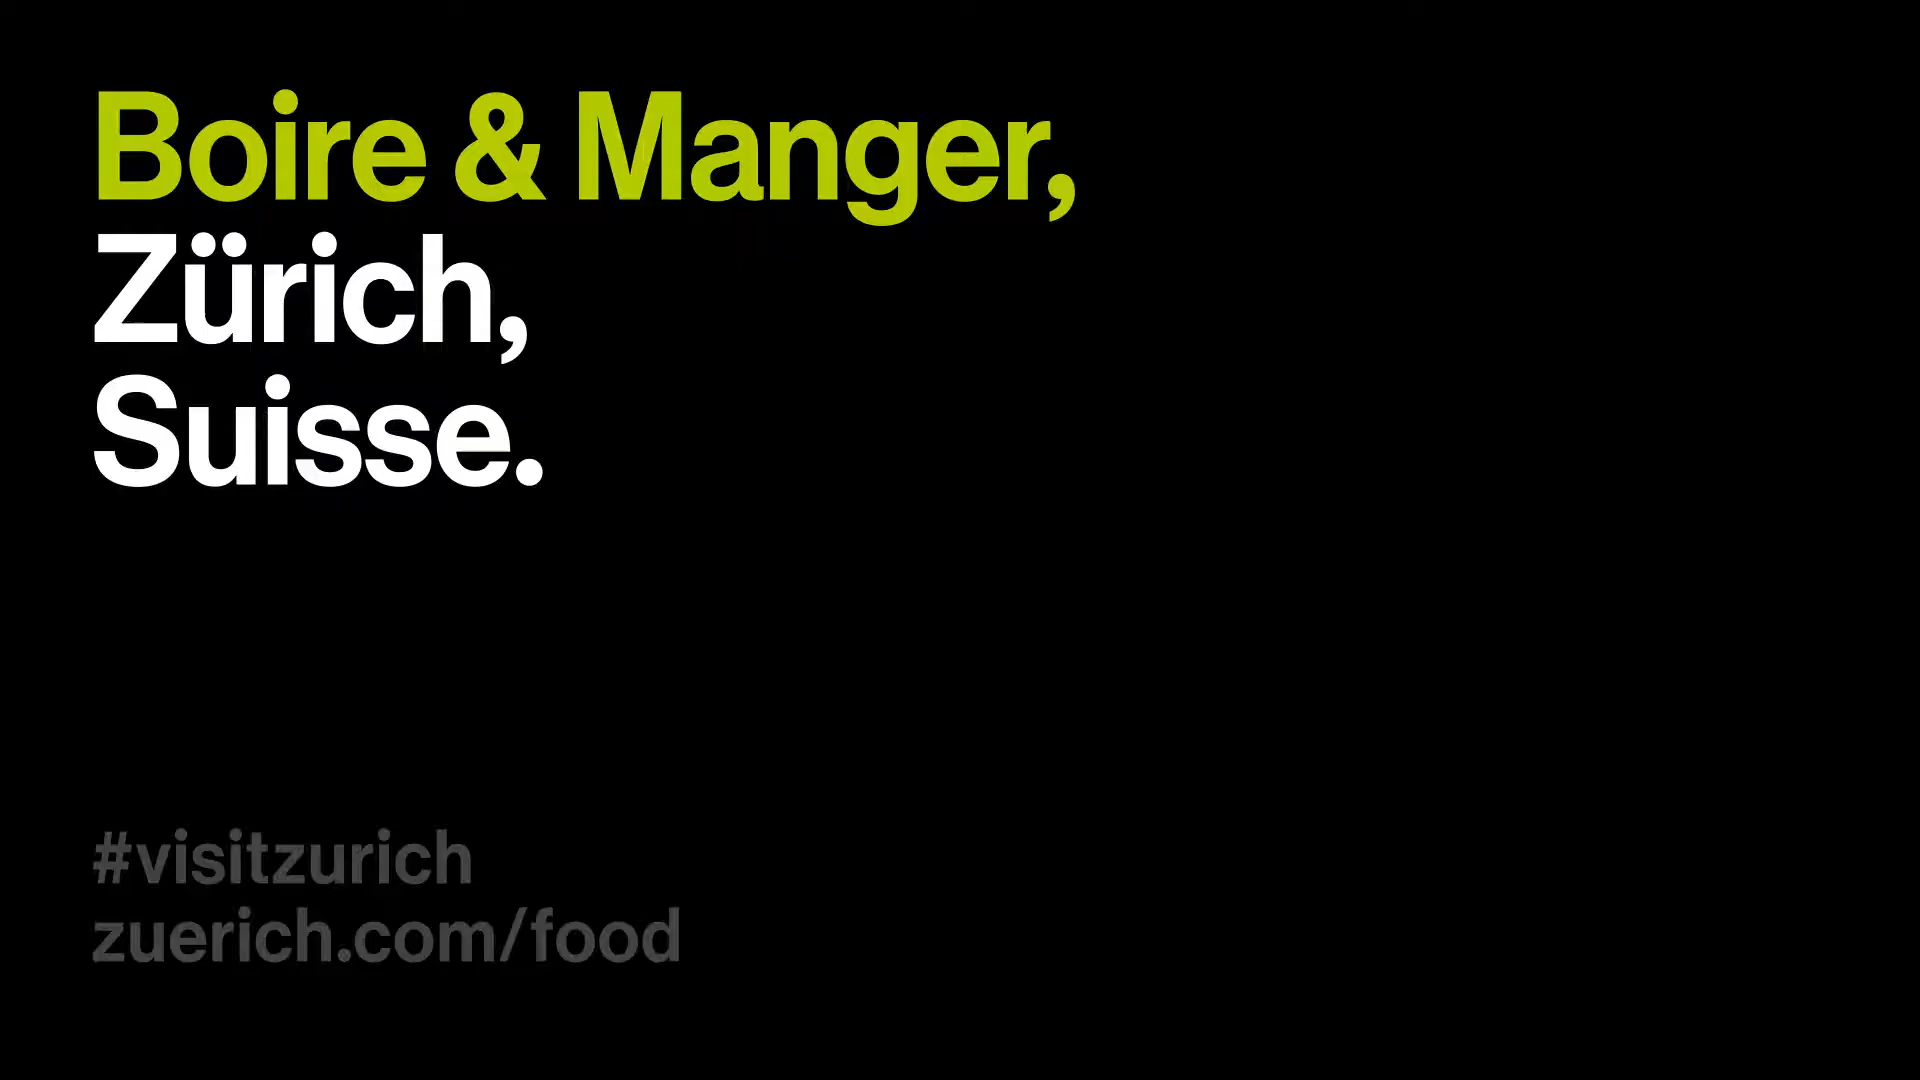 Boire & Manger,
Zürich,
Suisse.
#visitzurich
zuerich.com/food